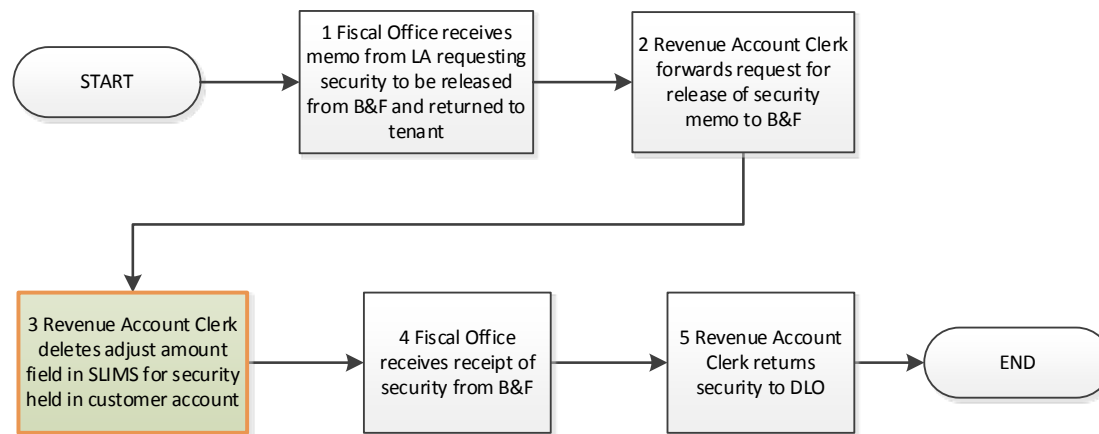 START
1 Fiscal Office receives
memo from LA requesting
security to be released
from B&F and returned to
tenant
2 Revenue Account Clerk
forwards request for
release of security
memo to B&F
3 Revenue Account Clerk
deletes adjust amount
field in SLIMS for security
held in customer account
4 Fiscal Office
receives receipt of
security from B&F
5 Revenue Account
Clerk returns
security to DLO
END